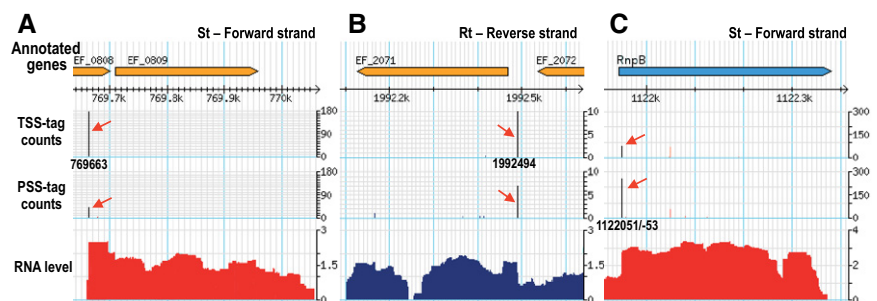 A
B
C
St – Forward strand
Rt – Reverse strand
St – Forward strand
Annotated genes
EF_0808
EF_0809
EF_2071
EF_2072
RnpB
769.7k
769.8k
769.9k
770k
1992.2k
1992.5k
1122k
1122.3k
TSS-tag counts
180
90
0
10
5
0
300
150
0
769663
1992494
PSS-tag counts
180
90
0
10
5
0
300
150
0
1122051/-53
RNA level
3
1.5
0
3
1.5
0
4
2
0